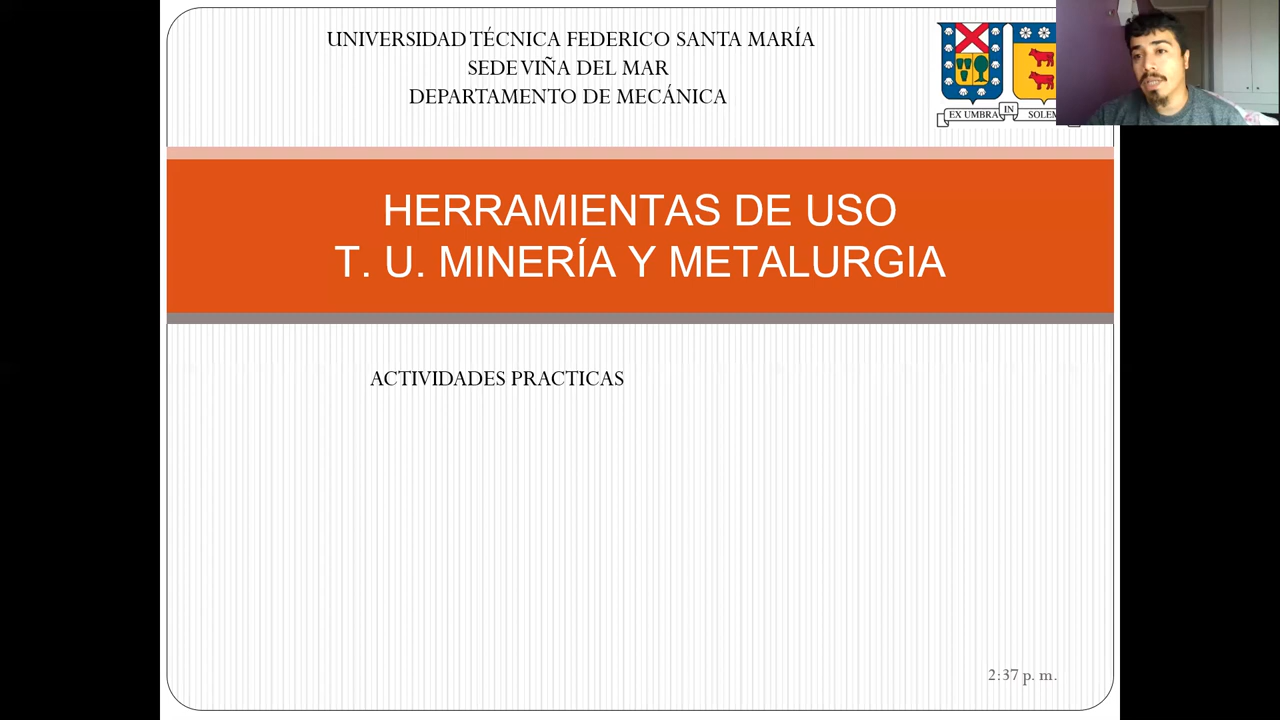 UNIVERSIDAD TÉCNICA FEDERICO SANTA MARÍA
SEDE VIÑA DEL MAR
DEPARTAMENTO DE MECÁNICA
EX UMBRA IN SOLEM
HERRAMIENTAS DE USO
T. U. MINERÍA Y METALURGIA
ACTIVIDADES PRACTICAS
2:37 p. m.